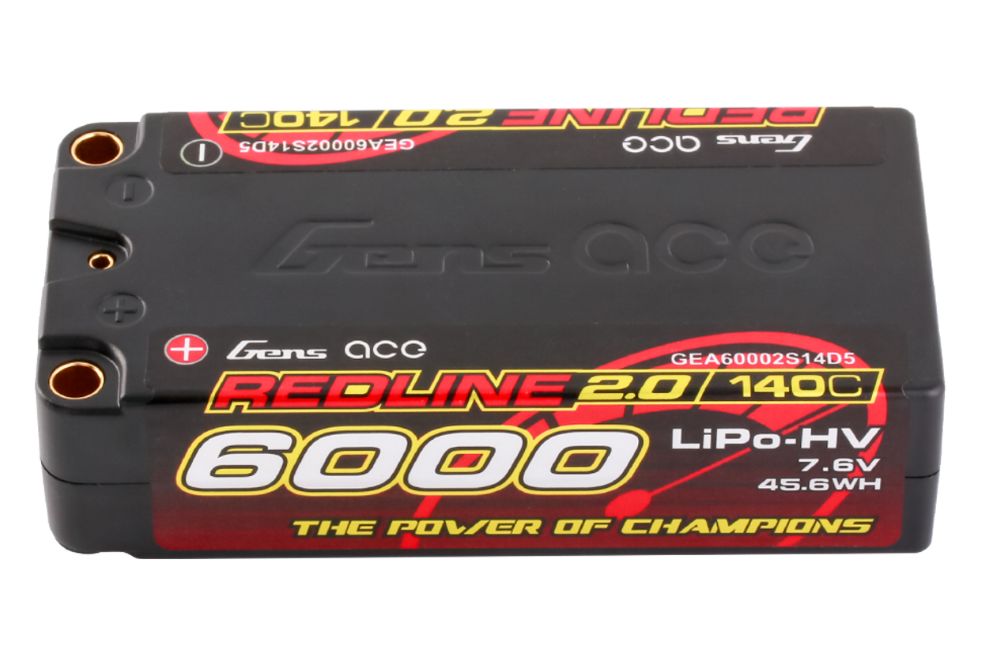 REDLINE 2.0/140C
GEA60002S14D5
Gens ace
Gens ace
Gens ace
GEA60002S14D5
REDLINE 2.0/140C
6000
LiPo-HV
7.6V
45.6WH
THE POWER OF CHAMPIONS